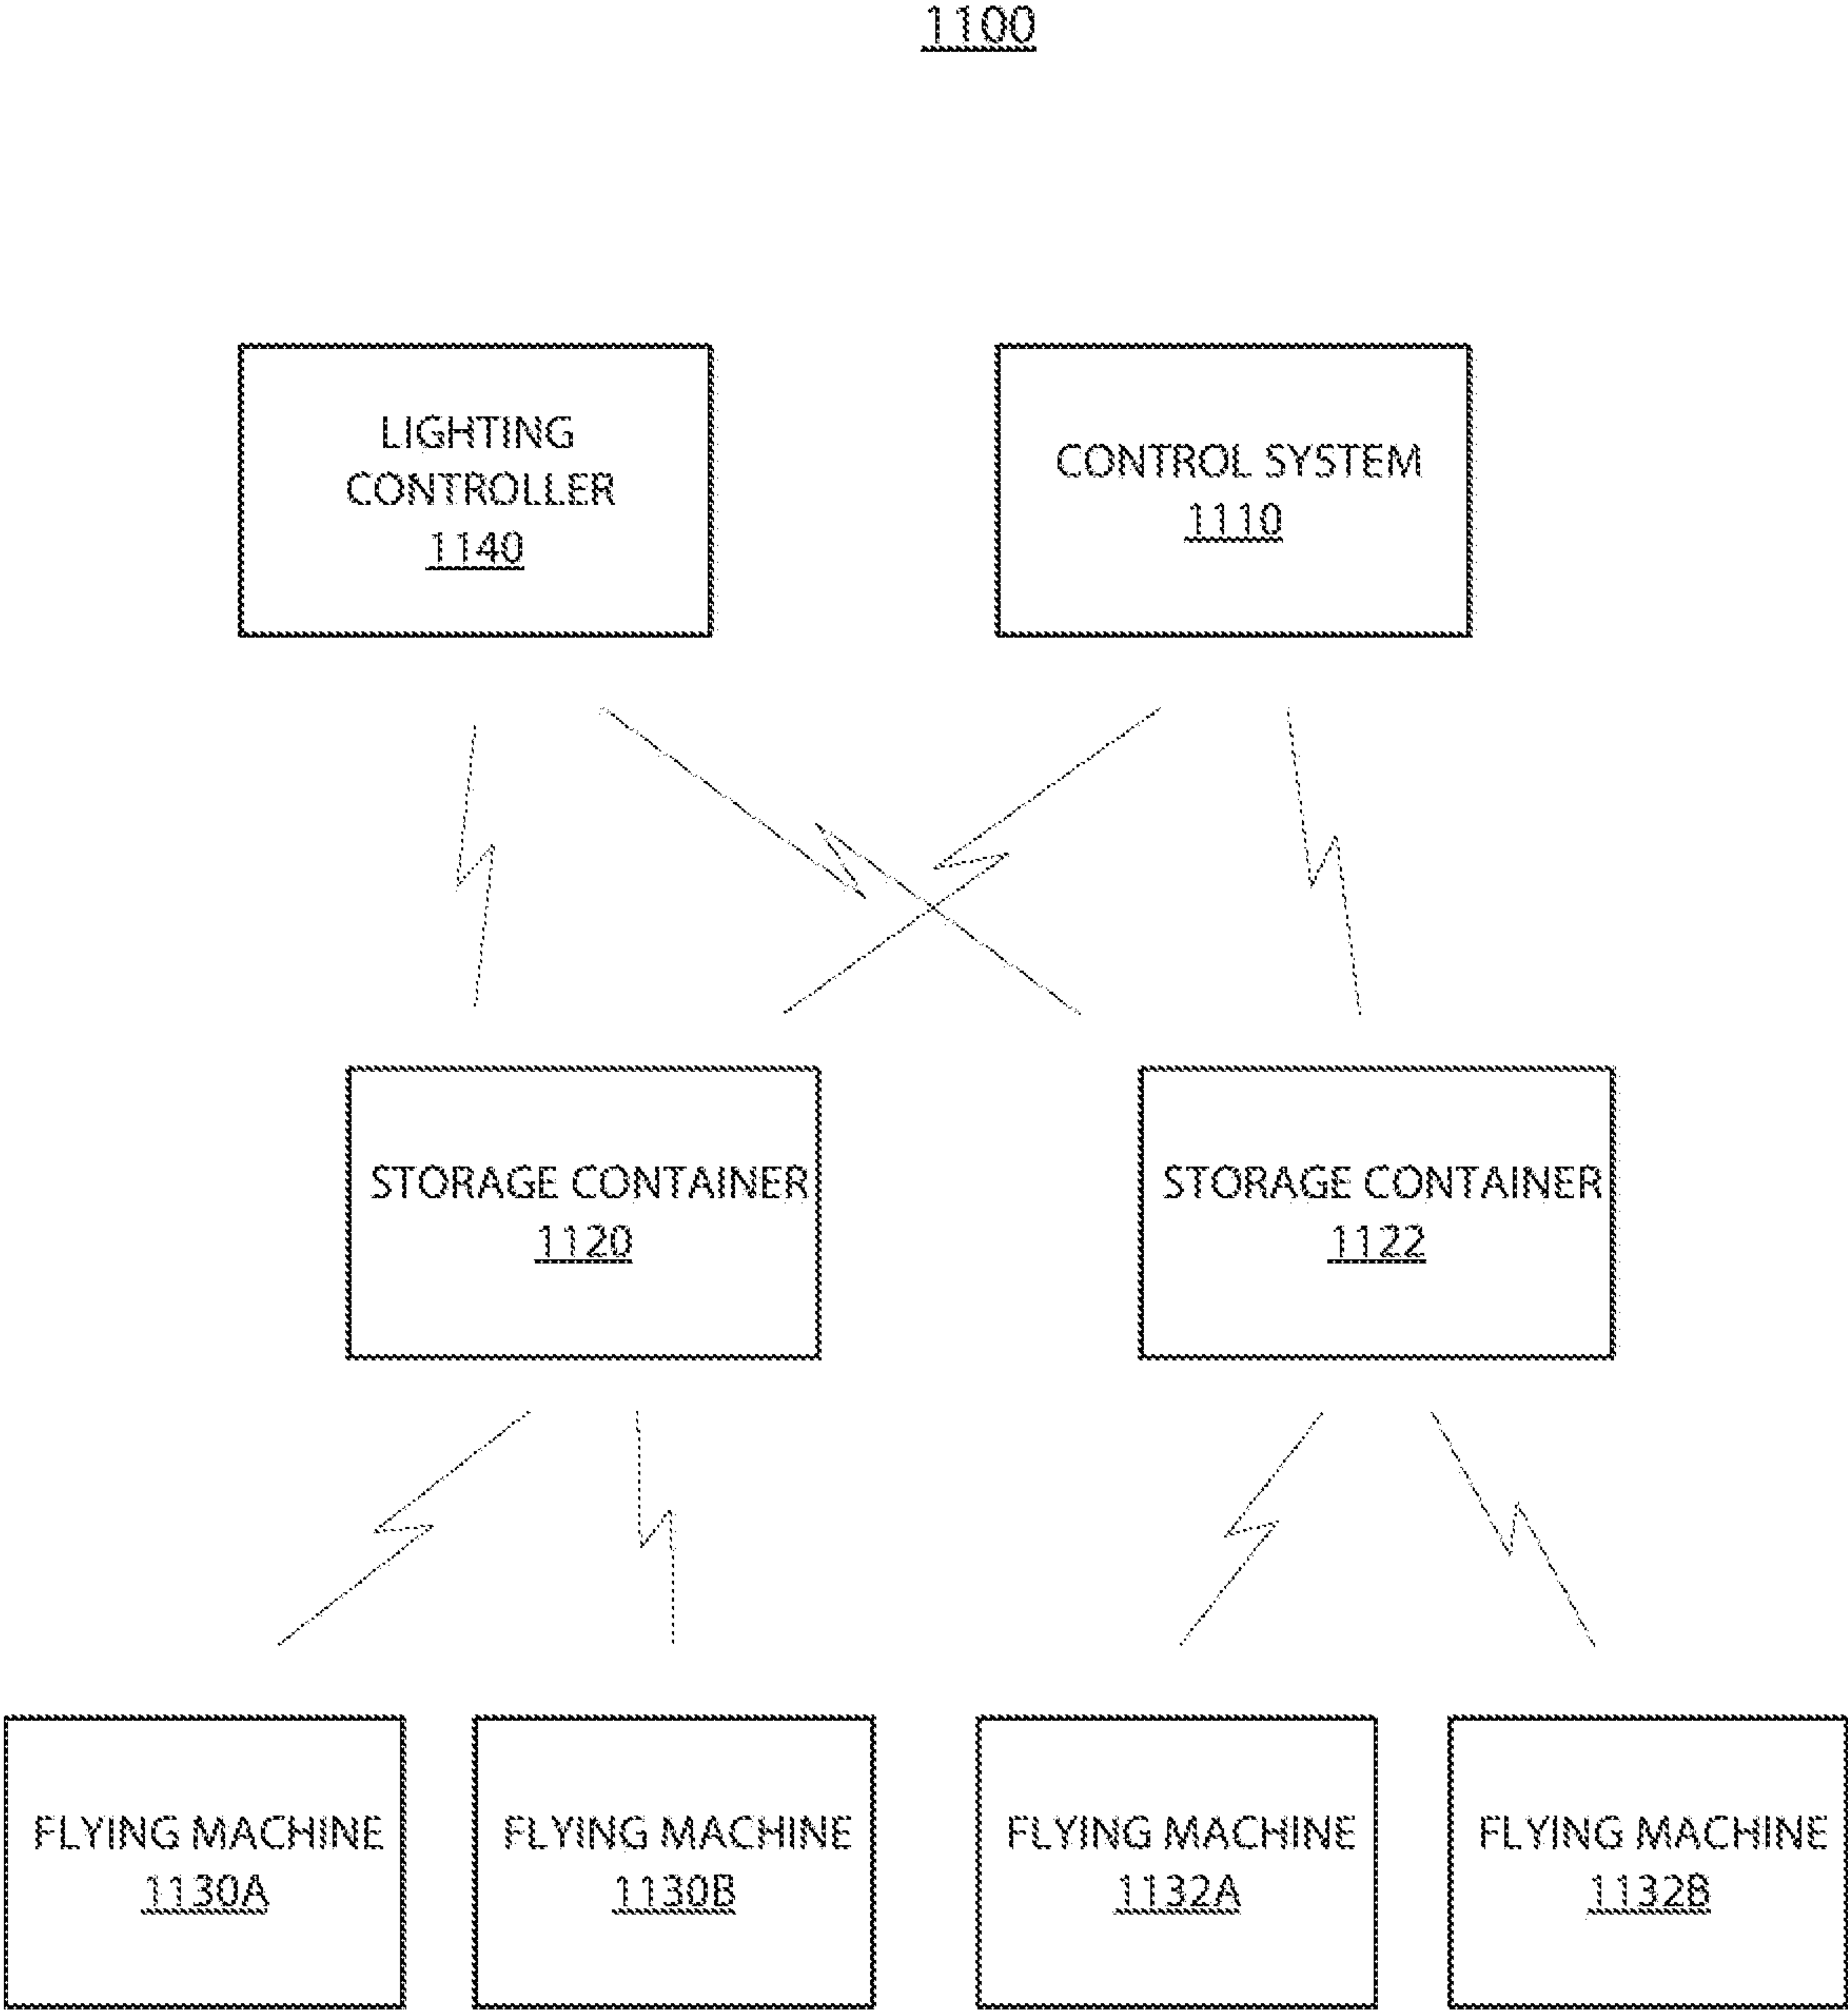 1100
LIGHTING
CONTROLLER
1140
CONTROL SYSTEM
1110
STORAGE CONTAINER
1120
STORAGE CONTAINER
1122
FLYING MACHINE
1130A
FLYING MACHINE
1130B
FLYING MACHINE
1132A
FLYING MACHINE
1132B